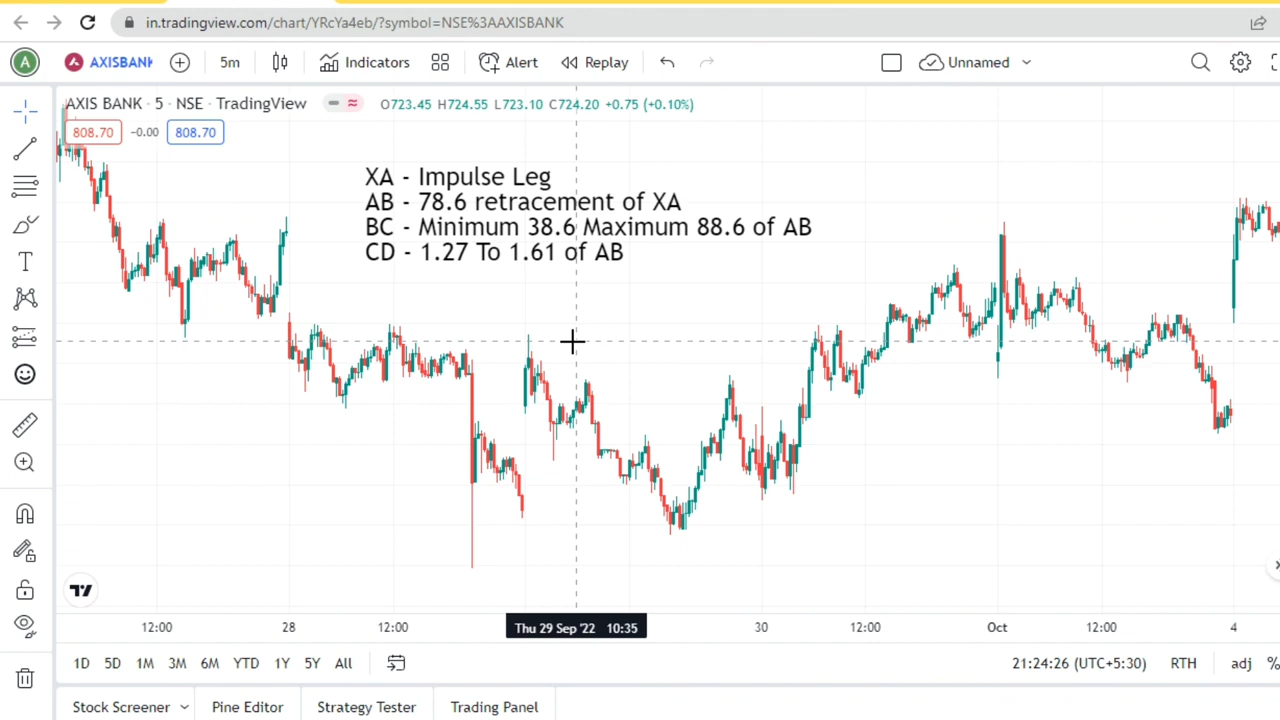 in.tradingview.com/chart/YRcYa4eb/?symbol=NSE%3AAXISBANK
A AXISBANK 5m Indicators Alert Replay Unnamed
AXIS BANK · 5 · NSE · TradingView O723.45 H724.55 L723.10 C724.20 +0.75 (+0.10%)
808.70 -0.00 808.70
XA - Impulse Leg
AB - 78.6 retracement of XA
BC - Minimum 38.6 Maximum 88.6 of AB
CD - 1.27 To 1.61 of AB
12:00 28 12:00 Thu 29 Sep '22 10:35 30 12:00 Oct 12:00 4
1D 5D 1M 3M 6M YTD 1Y 5Y All 21:24:26 (UTC+5:30) RTH adj %
Stock Screener Pine Editor Strategy Tester Trading Panel